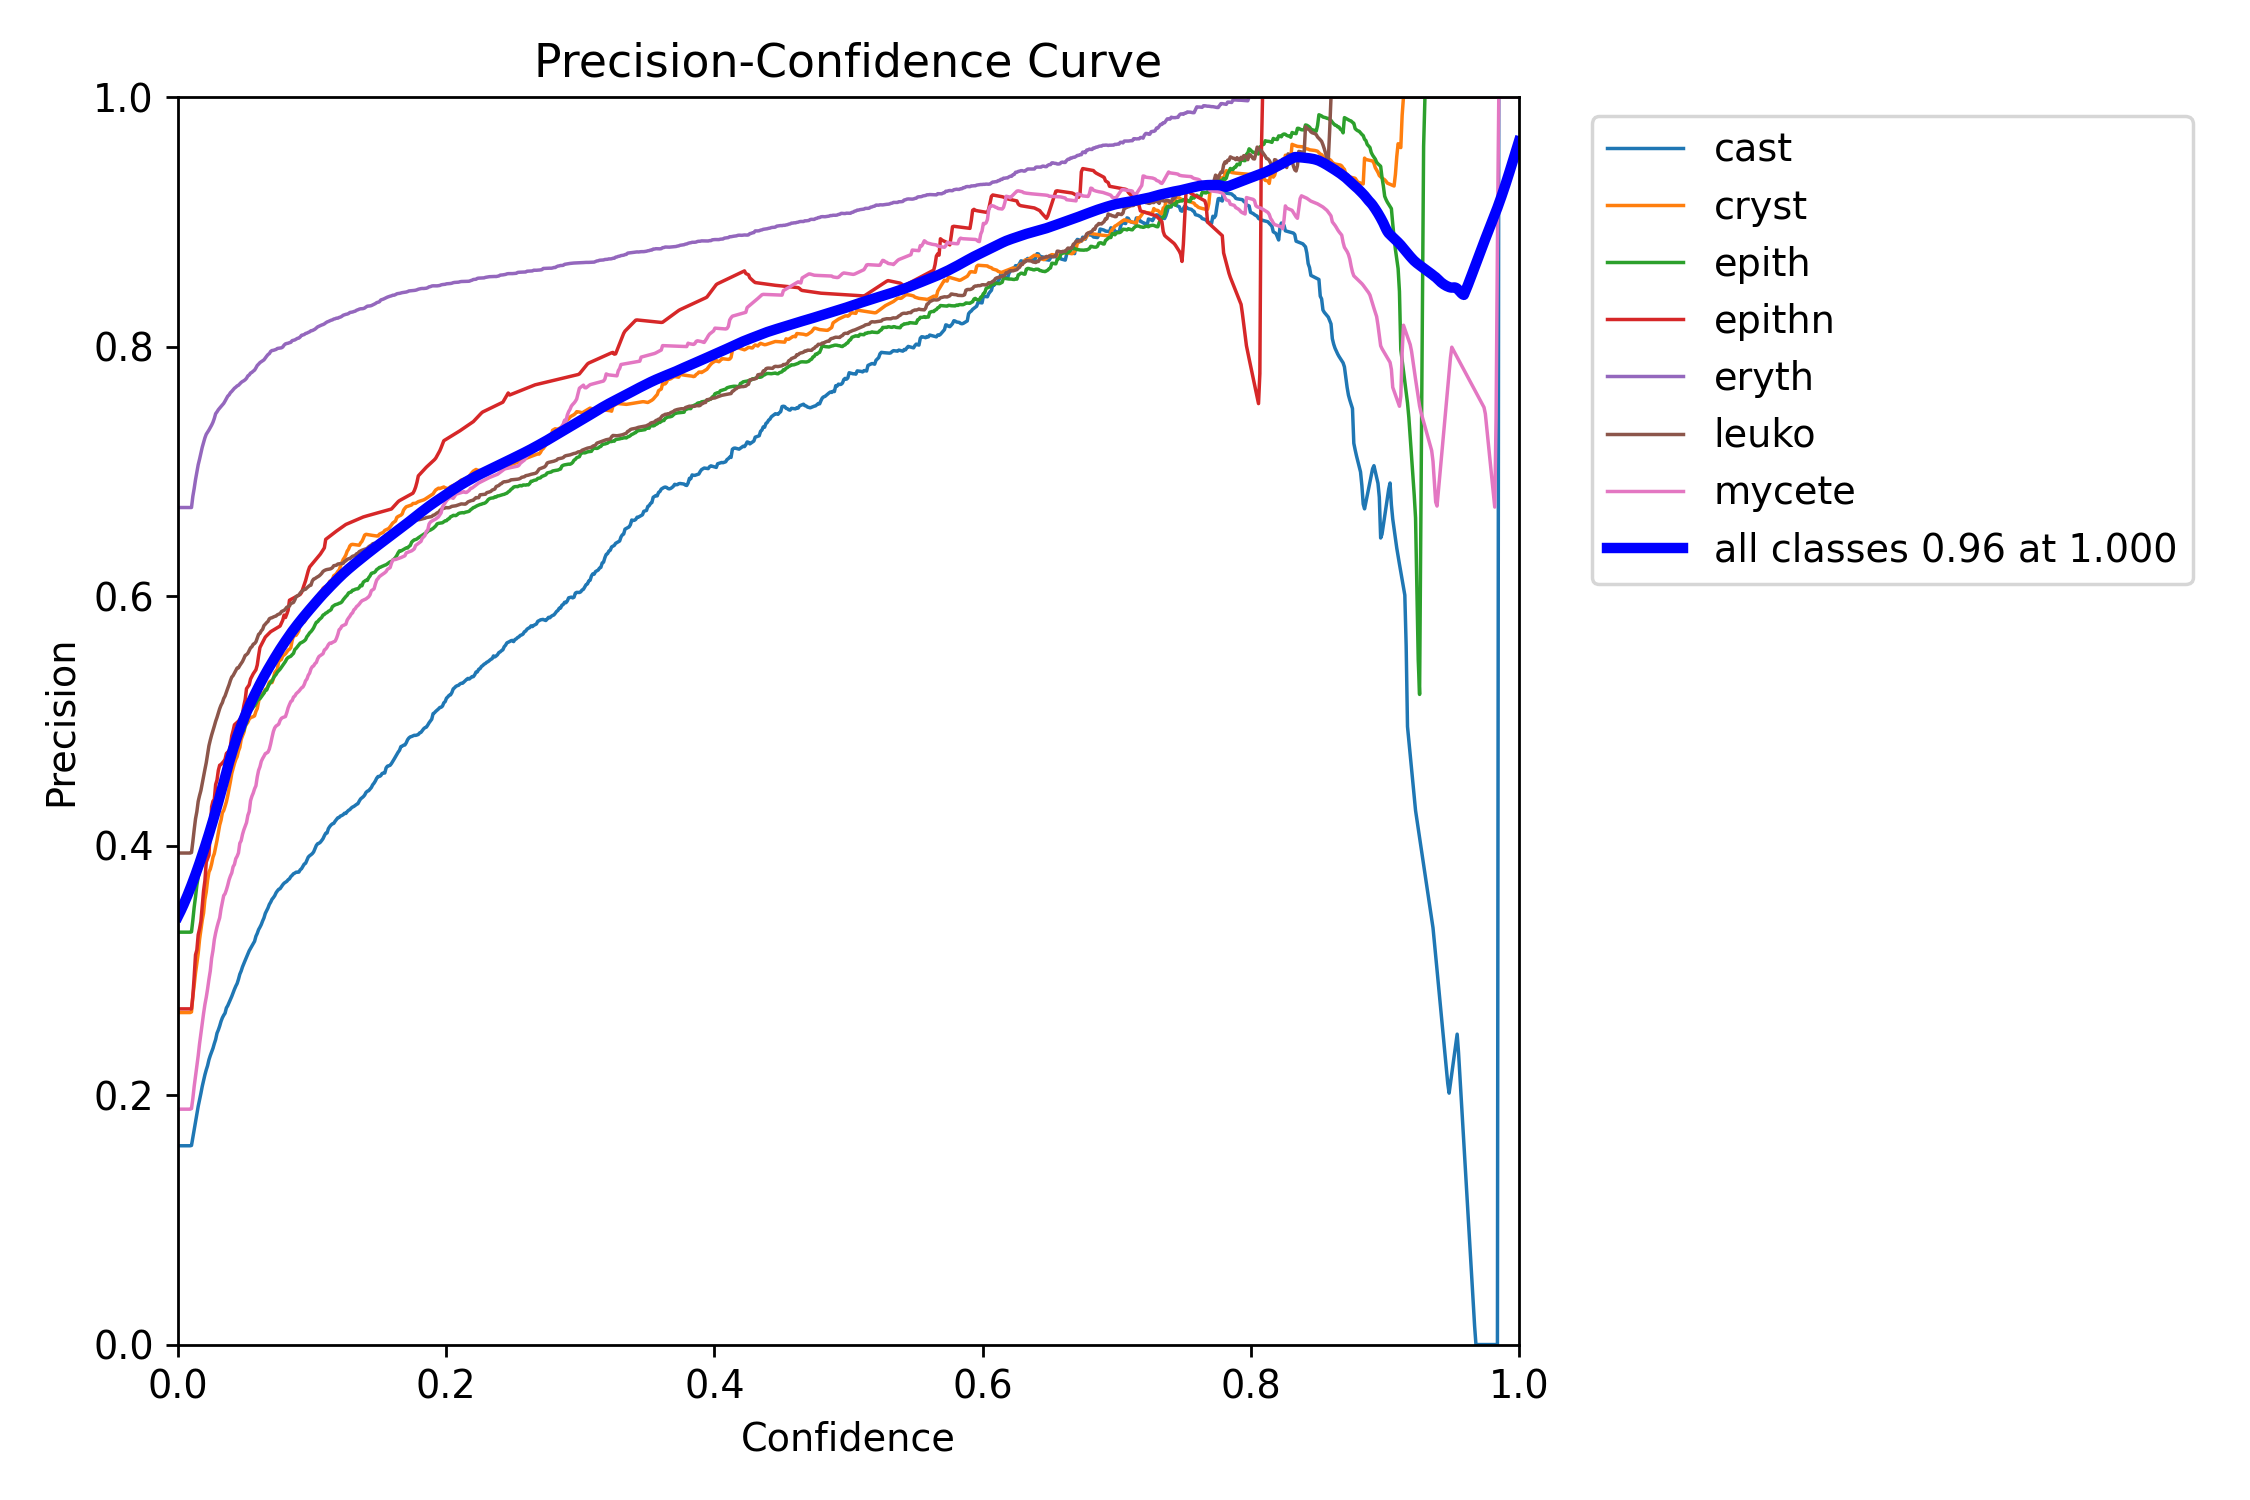 Precision-Confidence Curve
1.0
0.8
0.6
0.4
0.2
0.0
Precision
0.0 0.2 0.4 0.6 0.8 1.0
Confidence
cast
cryst
epith
epithn
eryth
leuko
mycete
all classes 0.96 at 1.000